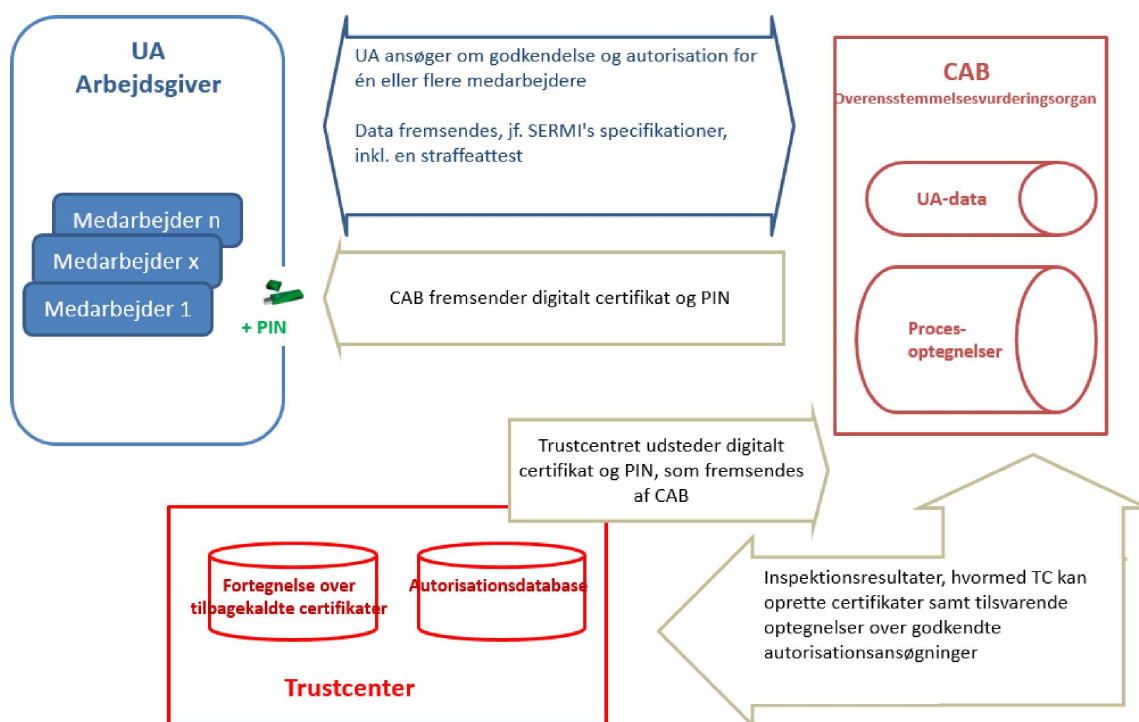 UA
Arbejdsgiver
Medarbejder n
Medarbejder x
Medarbejder 1
+ PIN
UA ansøger om godkendelse og autorisation for
én eller flere medarbejdere
Data fremsendes, jf. SERMI's specifikationer,
inkl. en straffeattest
CAB fremsender digitalt certifikat og PIN
CAB
Overensstemmelsesvurderingsorgan
UA-data
Proces-
optegnelser
Trustcentret udsteder digitalt
certifikat og PIN, som fremsendes
af CAB
Fortegnelse over
tilbagekaldte certifikater
Autorisationsdatabase
Trustcenter
Inspektionsresultater, hvormed TC kan
oprette certifikater samt tilsvarende
optegnelser over godkendte
autorisationsansøgninger